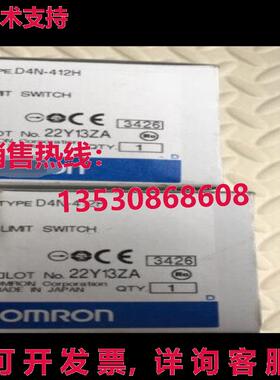 技术支持
TYPE D4N-412H
LIMIT SWITCH
3426
LOT No. 22Y13ZA
QTY. 1
销售热线:
13530868608
TYPE D4N-412H
LIMIT SWITCH
3426
LOT No. 22Y13ZA
OMRON Corporation
MADE IN JAPAN
QTY. 1
OMRON
可开发票,详询客服